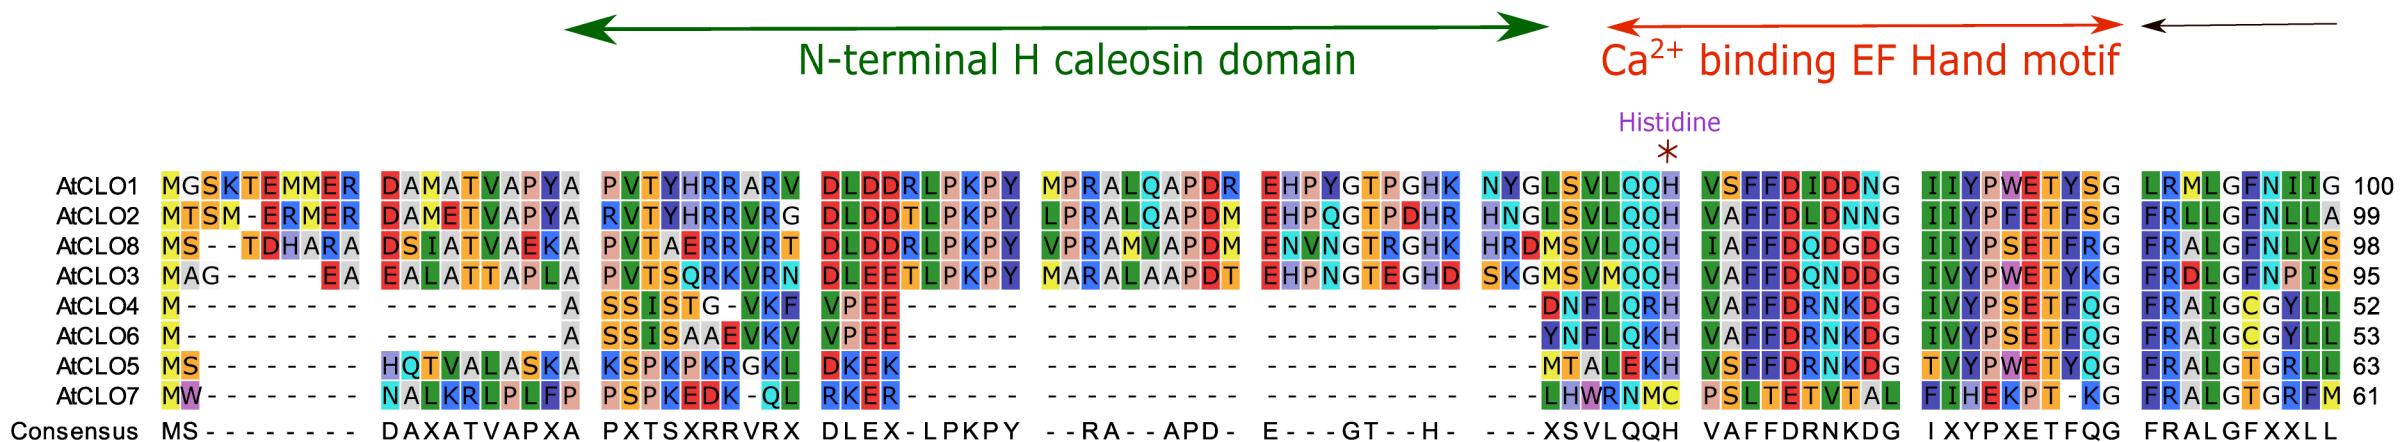 N-terminal H caleosin domain Ca2+ binding EF Hand motif
Histidine
*
AtCLO1 MGSKTEMMER DAMATVAPYA PVTYHRRARV DLDDRLPKPY MPRALQAPDR EHPYGTPGHK NYGLSVLQQH VSFFDIDDNG IIYPWETYSG LRMLGFNIIG 100
AtCLO2 MTSM-ERMER DAMETVAPYA RVTYHRRVRG DLDDTLPKPY LPRALQAPDM EHPQGTPDHR HNGLSVLQQH VAFFDLDNNG IIYPFETFSG FRLLGFNLLA 99
AtCLO8 MS--TDHARA DSIATVAEKA PVTAERRVRT DLDDRLPKPY VPRAMVAPDM ENVNGTRGHK HRDMSVLQQH IAFFDQDGDG IIYPSETFRG FRALGFNLVS 98
AtCLO3 MAG-----EA EALATTAPLA PVTSQRKVRN DLEETLPKPY MARALAAPDT EHPNGTEGHD SKGMSVMQQH VAFFDQNDDG IVYPWETYKG FRDLGFNPIS 95
AtCLO4 M--------- ---------A SSISTG-VKF VPEE------ ---------- ---------- ---DNFLQRH VAFFDRNKDG IVYPSETFQG FRAIGCGYLL 52
AtCLO6 M--------- ---------A SSISAAEVKV VPEE------ ---------- ---------- ---YNFLQKH VAFFDRNKDG IVYPSETFQG FRAIGCGYLL 53
AtCLO5 MS-------- HQTVALASKA KSPKPKRGKL DKEK------ ---------- ---------- ---MTALEKH VSFFDRNKDG TVYPWETYQG FRALGTGRLL 63
AtCLO7 MW-------- NALKRLPLFP PSPKEDK-QL RKER------ ---------- ---------- ---LHWRNMC PSLTETVTAL FIHEKPT-KG FRALGTGRFM 61
Consensus MS-------- DAXATVAPXA PXTSXRRVRX DLEX-LPKPY --RA--APD- E---GT--H- ---XSVLQQH VAFFDRNKDG IXYPXETFQG FRALGFXXLL